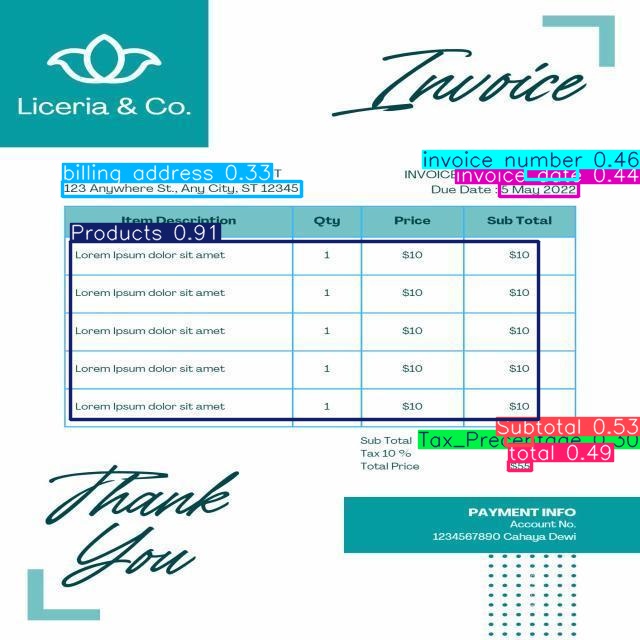 Liceria & Co.
Invoice
invoice number 0.46
billing address 0.33
T
INVOICE
invoice date 0.44
123 Anywhere St., Any City, ST 12345
Due Date : 5 May 2022
Item Description Qty Price Sub Total
Products 0.91
Lorem Ipsum dolor sit amet 1 $10 $10
Lorem Ipsum dolor sit amet 1 $10 $10
Lorem Ipsum dolor sit amet 1 $10 $10
Lorem Ipsum dolor sit amet 1 $10 $10
Lorem Ipsum dolor sit amet 1 $10 $10
Subtotal 0.53
Sub Total
Tax_Precentage 0.30
Tax 10 %
total 0.49
Total Price $55
Thank
You
PAYMENT INFO
Account No.
1234567890 Cahaya Dewi